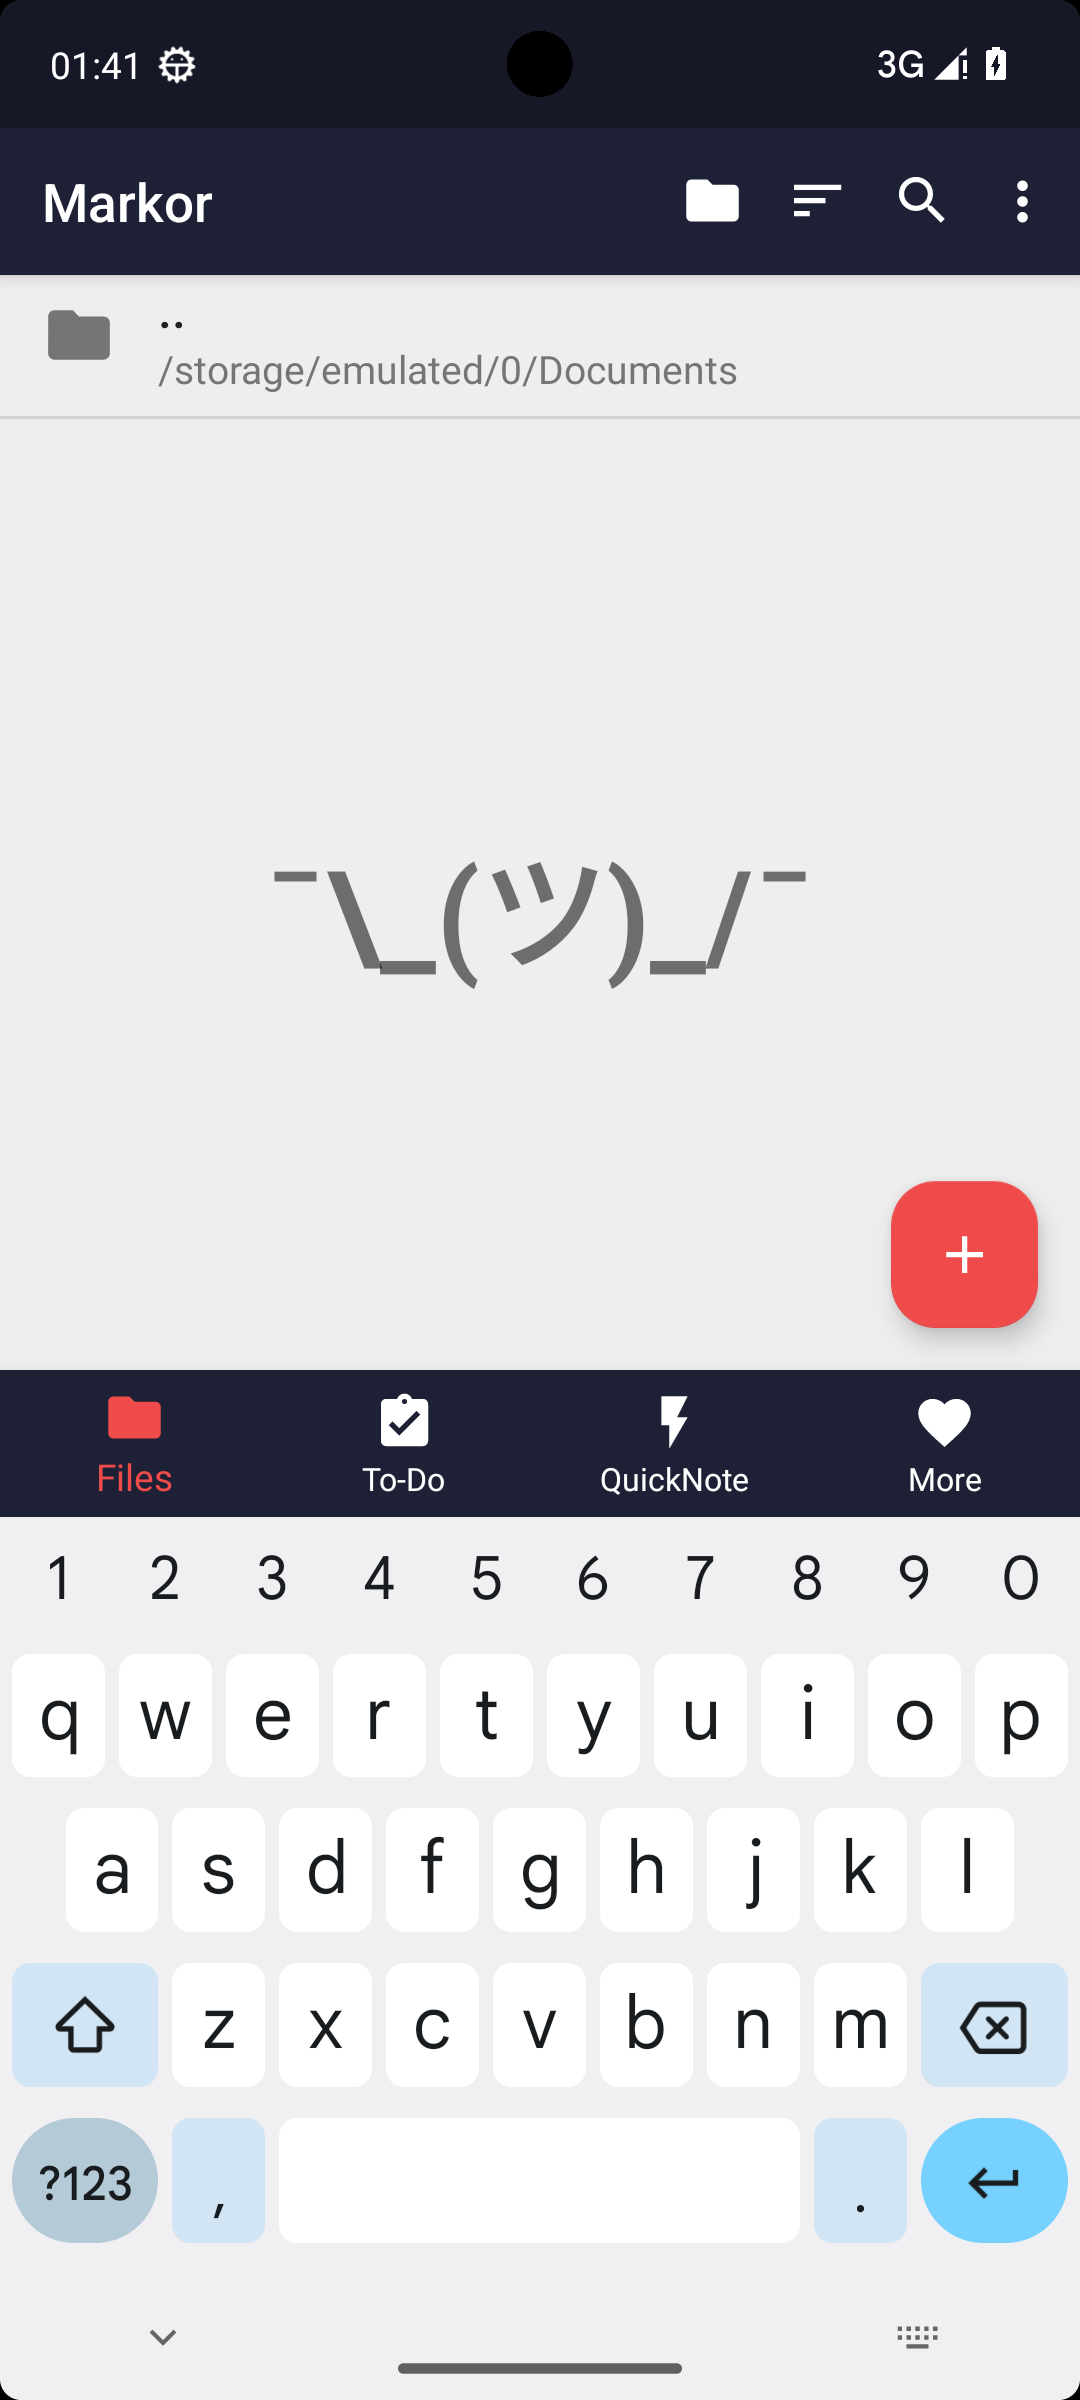 01:41 3G
Markor
..
/storage/emulated/0/Documents
¯\_(ツ)_/¯
+
Files To-Do QuickNote More
1 2 3 4 5 6 7 8 9 0
q w e r t y u i o p
a s d f g h j k l
z x c v b n m
?123 , .